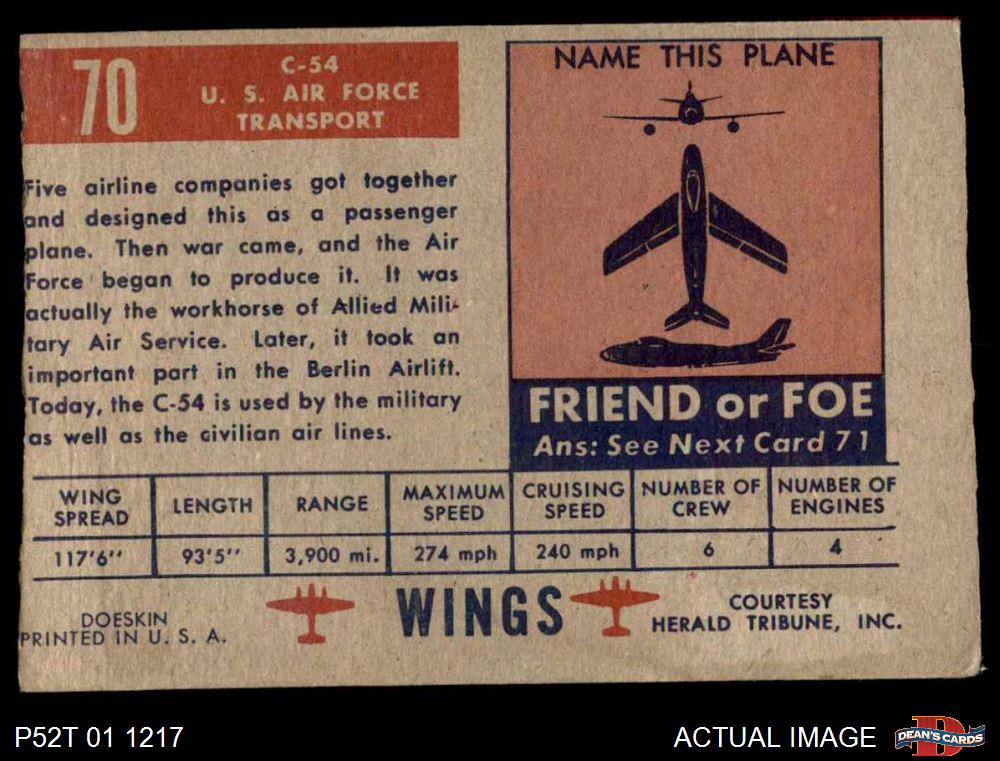 70
C-54
U. S. AIR FORCE
TRANSPORT
Five airline companies got together
and designed this as a passenger
plane. Then war came, and the Air
Force began to produce it. It was
actually the workhorse of Allied Mili-
tary Air Service. Later, it took an
important part in the Berlin Airlift.
Today, the C-54 is used by the military
as well as the civilian air lines.
NAME THIS PLANE
FRIEND or FOE
Ans: See Next Card 71
WING SPREAD LENGTH RANGE MAXIMUM SPEED CRUISING SPEED NUMBER OF CREW NUMBER OF ENGINES
117'6'' 93'5'' 3,900 mi. 274 mph 240 mph 6 4
DOESKIN
PRINTED IN U. S. A.
WINGS
COURTESY
HERALD TRIBUNE, INC.
P52T 01 1217
ACTUAL IMAGE
D
DEAN'S CARDS